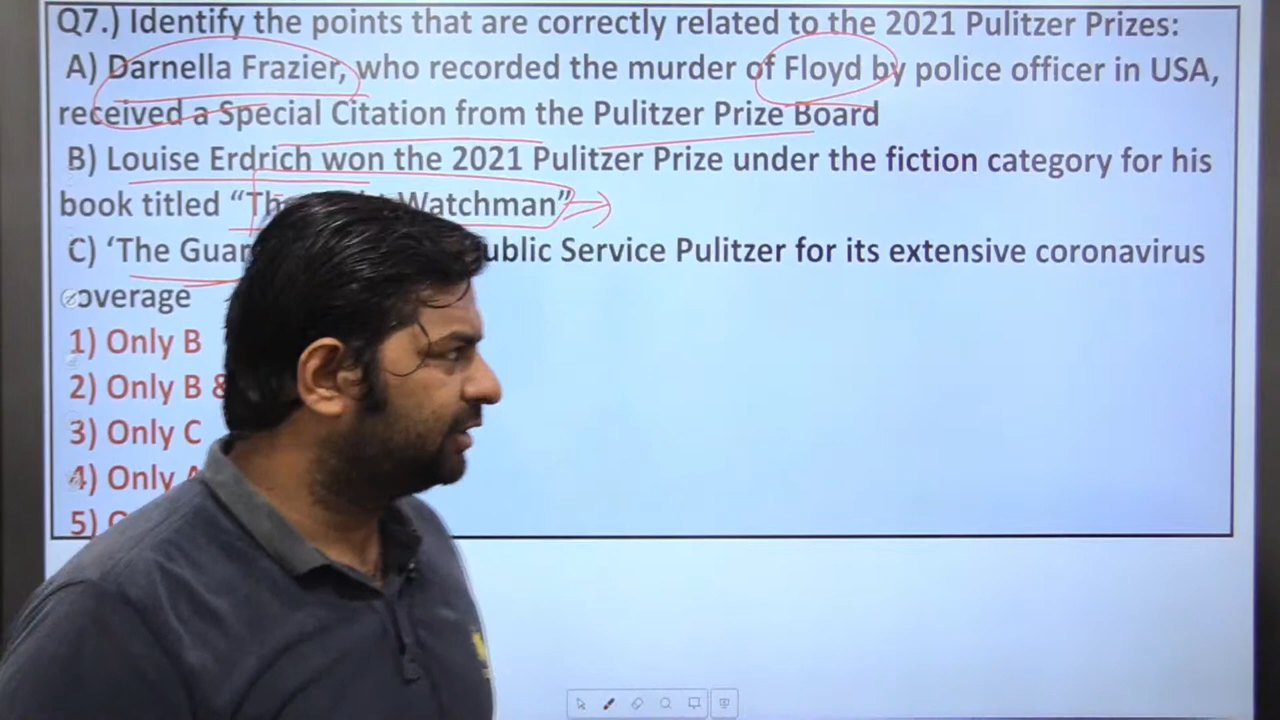 Q7.) Identify the points that are correctly related to the 2021 Pulitzer Prizes:
A) Darnella Frazier, who recorded the murder of Floyd by police officer in USA,
received a Special Citation from the Pulitzer Prize Board
B) Louise Erdrich won the 2021 Pulitzer Prize under the fiction category for his
book titled “The Watchman”
C) ‘The Guar ublic Service Pulitzer for its extensive coronavirus
coverage
1) Only B
2) Only B &
3) Only C
4) Only A
5)